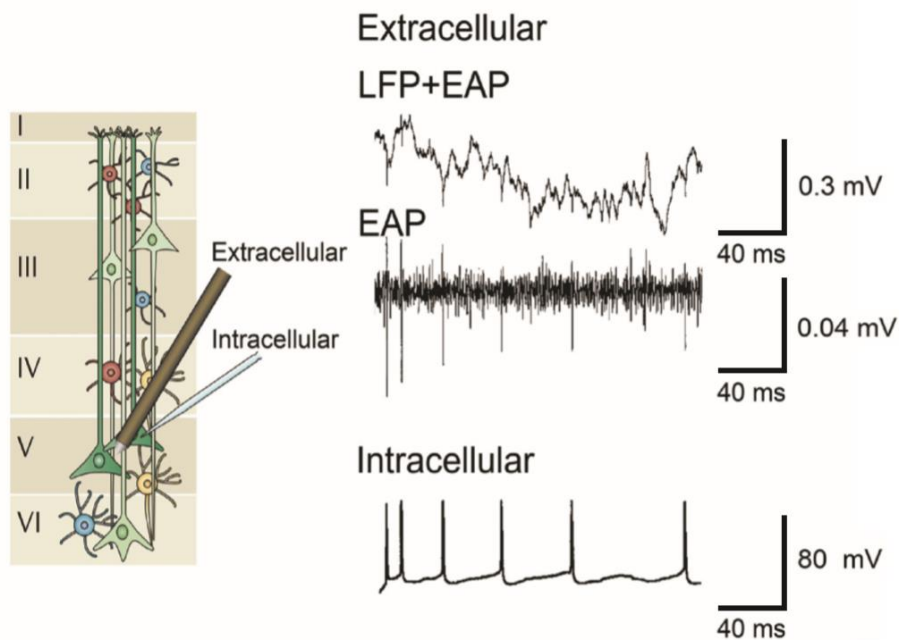 Extracellular
LFP+EAP
I
II
III
IV
V
VI
Extracellular
Intracellular
0.3 mV
40 ms
EAP
0.04 mV
40 ms
Intracellular
80 mV
40 ms